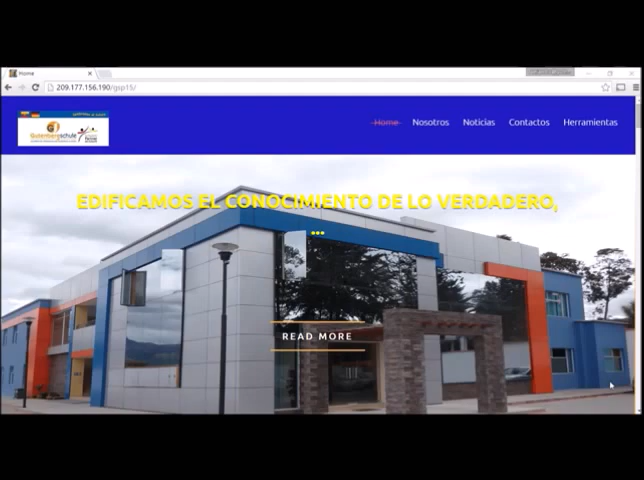 Home
209.177.156.190/gsp15/
Gutenbergschule
Home Nosotros Noticias Contactos Herramientas
EDIFICAMOS EL CONOCIMIENTO DE LO VERDADERO,
...
READ MORE